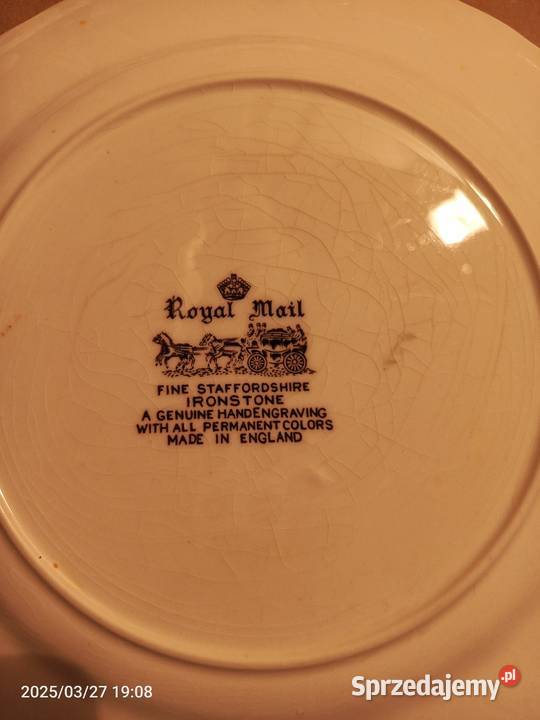 Royal Mail
FINE STAFFORDSHIRE
IRONSTONE
A GENUINE HANDENGRAVING
WITH ALL PERMANENT COLORS
MADE IN ENGLAND
2025/03/27 19:08
Sprzedajemy.pl